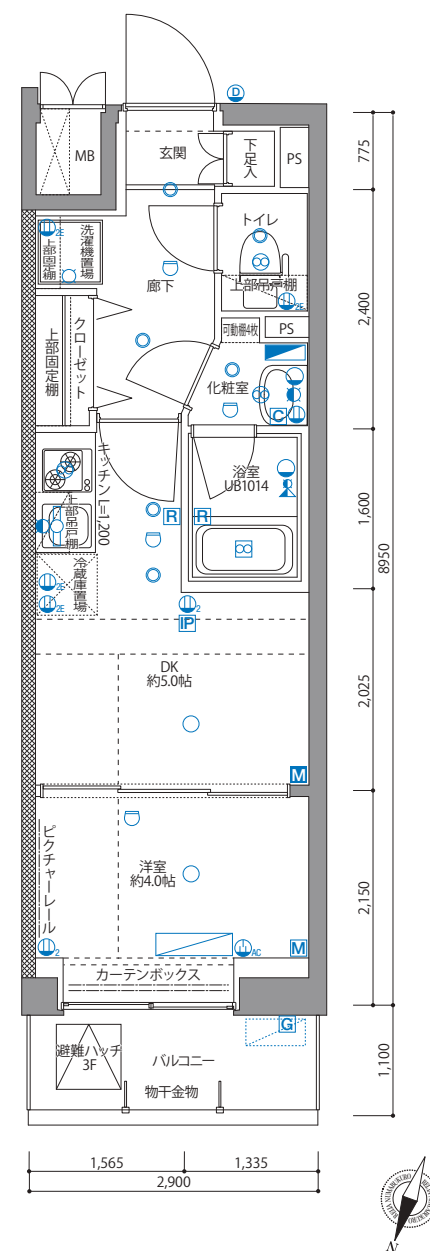 D
MB
玄関
下足入
PS
775
トイレ
上部吊戸棚
2E
洗濯機置場
上部固定棚
2E
廊下
2,400
可動棚4枚
PS
クローゼット
上部固定棚
化粧室
C
キッチン L=1,200
上部吊戸棚
浴室
UB1014
R
R
1,600
8950
冷蔵庫置場
2E
2E
2
IP
DK
約5.0帖
2,025
M
ピクチャーレール
洋室
約4.0帖
2,150
2
AC
M
カーテンボックス
G
避難ハッチ
3F
バルコニー
物干金物
1,100
1,565
1,335
2,900
N